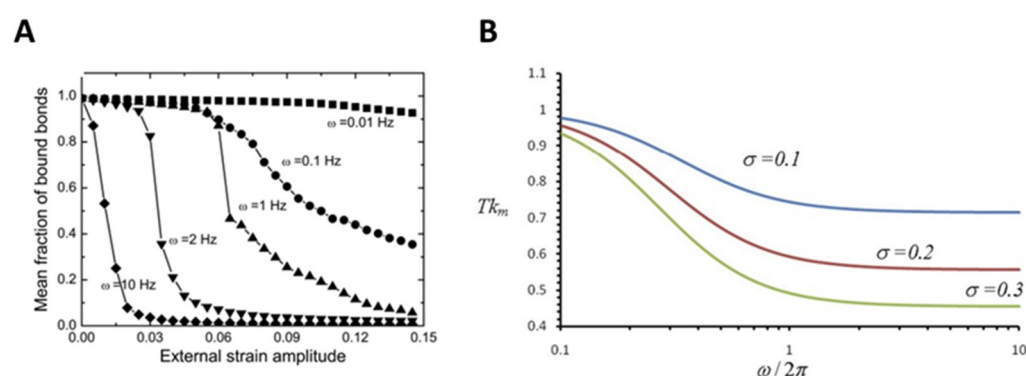 A
Mean fraction of bound bonds
1.0
0.8
0.6
0.4
0.2
0.0
ω =0.01 Hz
ω =0.1 Hz
ω =1 Hz
ω =2 Hz
ω =10 Hz
0.00 0.03 0.06 0.09 0.12 0.15
External strain amplitude
B
1.1
1
0.9
0.8
0.7
0.6
0.5
0.4
Tkm
σ=0.1
σ=0.2
σ=0.3
0.1 1 10
ω/2π